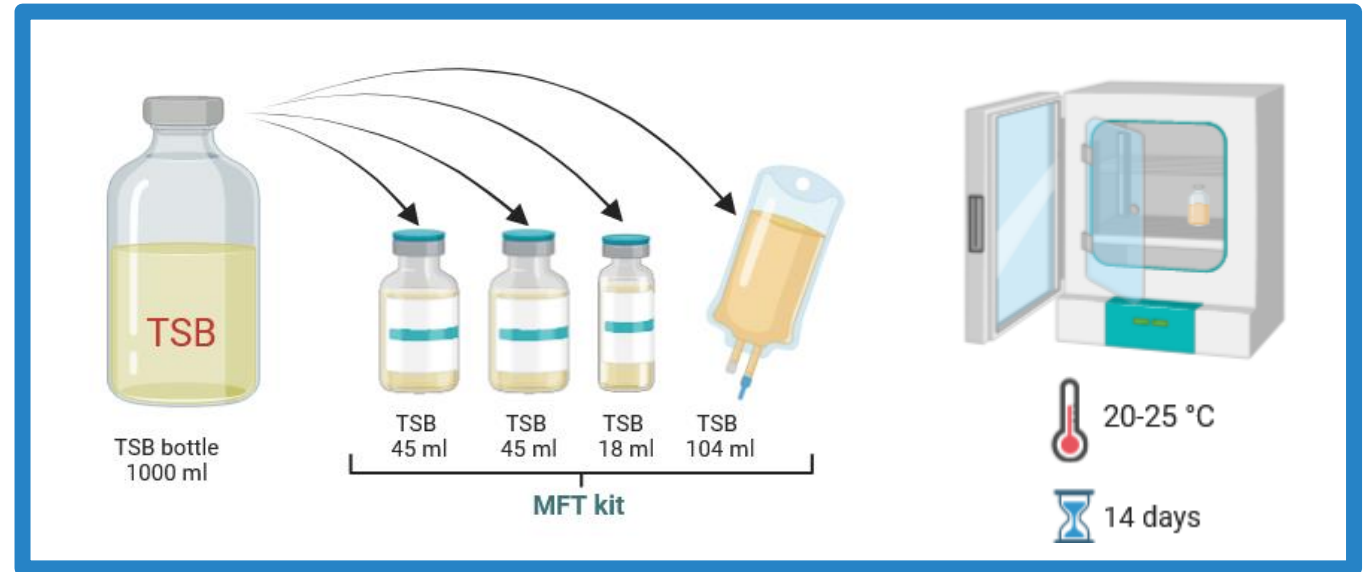 TSB
TSB bottle
1000 ml
TSB
45 ml
TSB
45 ml
TSB
18 ml
TSB
104 ml
MFT kit
20-25 °C
14 days